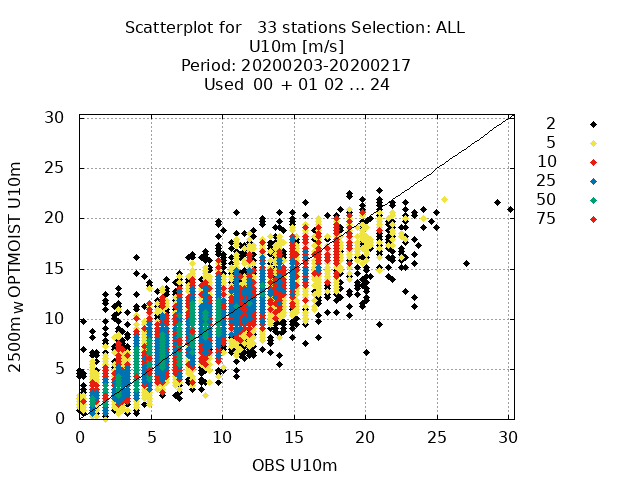 Scatterplot for   33 stations Selection: ALL
U10m [m/s]
Period: 20200203-20200217
Used  00 + 01 02 ... 24
2500m_W OPTMOIST U10m
30
25
20
15
10
5
0
0 5 10 15 20 25 30
OBS U10m
2
5
10
25
50
75